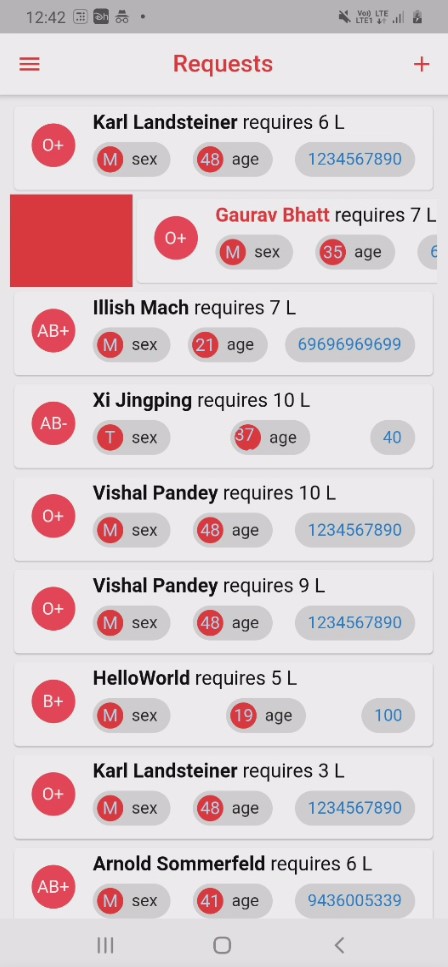 12:42
Vo) LTE
LTE1
Requests
+
Karl Landsteiner requires 6 L
O+
M sex 48 age 1234567890
Gaurav Bhatt requires 7 L
O+
M sex 35 age 6
Illish Mach requires 7 L
AB+
M sex 21 age 69696969699
Xi Jingping requires 10 L
AB-
T sex 37 age 40
Vishal Pandey requires 10 L
O+
M sex 48 age 1234567890
Vishal Pandey requires 9 L
O+
M sex 48 age 1234567890
HelloWorld requires 5 L
B+
M sex 19 age 100
Karl Landsteiner requires 3 L
O+
M sex 48 age 1234567890
Arnold Sommerfeld requires 6 L
AB+
M sex 41 age 9436005339